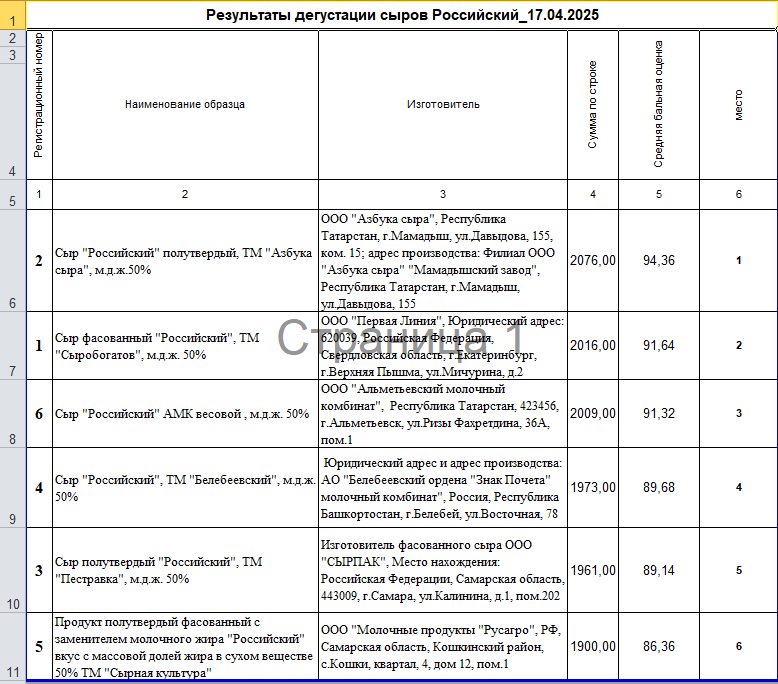 1
Результаты дегустации сыров Российский_17.04.2025
2
3
4
Регистрационный номер
Наименование образца
Изготовитель
Сумма по строке
Средняя бальная оценка
место
5
1
2
3
4
5
6
6
2
Сыр "Российский" полутвердый, ТМ "Азбука
сыра", м.д.ж.50%
ООО "Азбука сыра", Республика
Татарстан, г.Мамадыш, ул.Давыдова, 155,
ком. 15; адрес производства: Филиал ООО
"Азбука сыра" "Мамадышский завод",
Республика Татарстан, г.Мамадыш,
ул.Давыдова, 155
2076,00
94,36
1
7
1
Сыр фасованный "Российский", ТМ
"Сыробогатов", м.д.ж. 50%
ООО "Первая Линия", Юридический адрес:
620039, Российская Федерация,
Свердловская область, г.Екатеринбург,
г.Верхняя Пышма, ул.Мичурина, д.2
2016,00
91,64
2
Страница 1
8
6
Сыр "Российский" АМК весовой , м.д.ж. 50%
ООО "Альметьевский молочный
комбинат", Республика Татарстан, 423456,
г.Альметьевск, ул.Ризы Фахретдина, 36А,
пом.1
2009,00
91,32
3
9
4
Сыр "Российский", ТМ "Белебеевский", м.д.ж.
50%
Юридический адрес и адрес производства:
АО "Белебеевский ордена "Знак Почета"
молочный комбинат", Россия, Республика
Башкортостан, г.Белебей, ул.Восточная, 78
1973,00
89,68
4
10
3
Сыр полутвердый "Российский", ТМ
"Пестравка", м.д.ж. 50%
Изготовитель фасованного сыра ООО
"СЫРПАК", Место нахождения:
Российская Федерации, Самарская область,
443009, г.Самара, ул.Калинина, д.1, пом.202
1961,00
89,14
5
11
5
Продукт полутвердый фасованный с
заменителем молочного жира "Российский"
вкус с массовой долей жира в сухом веществе
50% ТМ "Сырная культура"
ООО "Молочные продукты "Русагро", РФ,
Самарская область, Кошкинский район,
с.Кошки, квартал, 4, дом 12, пом.1
1900,00
86,36
6